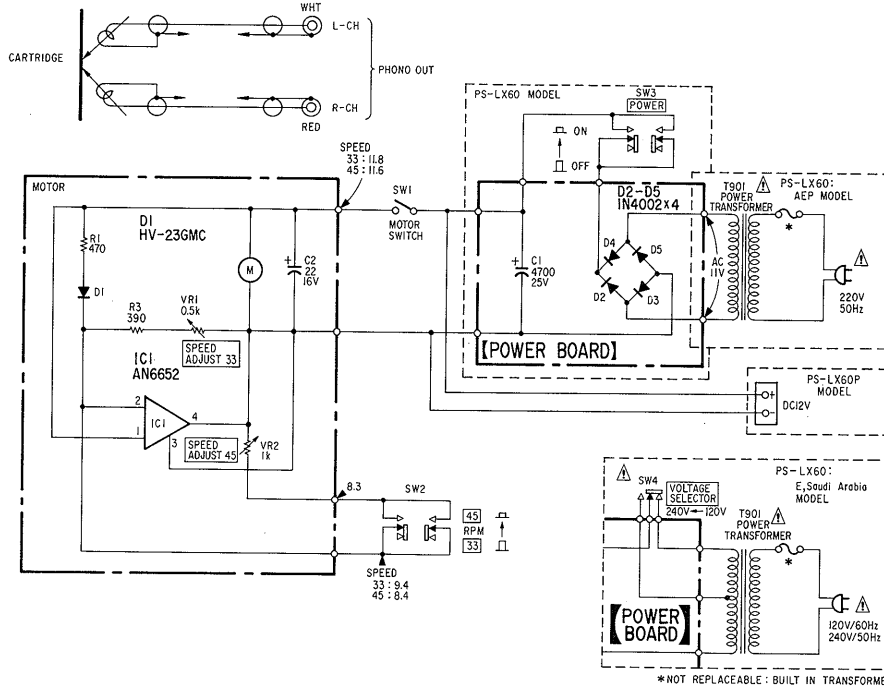 WHT
L-CH
CARTRIDGE
PHONO OUT
R-CH
RED
PS-LX60 MODEL
SW3
POWER
ON
OFF
SPEED
33 : 11.8
45 : 11.6
SW1
MOTOR
SWITCH
D2-D5
1N4002×4
T901
POWER
TRANSFORMER
PS-LX60:
AEP MODEL
*
220V
50Hz
AC
11V
D4
D5
D2
D3
+
C1
4700
25V
【POWER BOARD】
MOTOR
D1
HV-23GMC
R1
470
M
+
C2
22
16V
D1
R3
390
VR1
0.5k
SPEED
ADJUST 33
IC1
AN6652
2
1
IC1
4
3
SPEED
ADJUST 45
VR2
1k
PS-LX60P
MODEL
+
−
DC12V
8.3
SW2
45
RPM
33
SPEED
33 : 9.4
45 : 8.4
PS-LX60:
E,Saudi Arabia
MODEL
SW4
VOLTAGE
SELECTOR
240V ← 120V
T901
POWER
TRANSFORMER
*
【POWER
BOARD】
120V/60Hz
240V/50Hz
*NOT REPLACEABLE : BUILT IN TRANSFORME